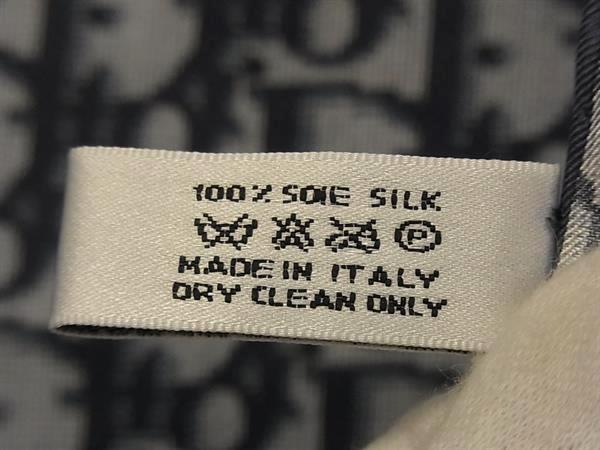 100% SOIE SILK
P
MADE IN ITALY
DRY CLEAN ONLY